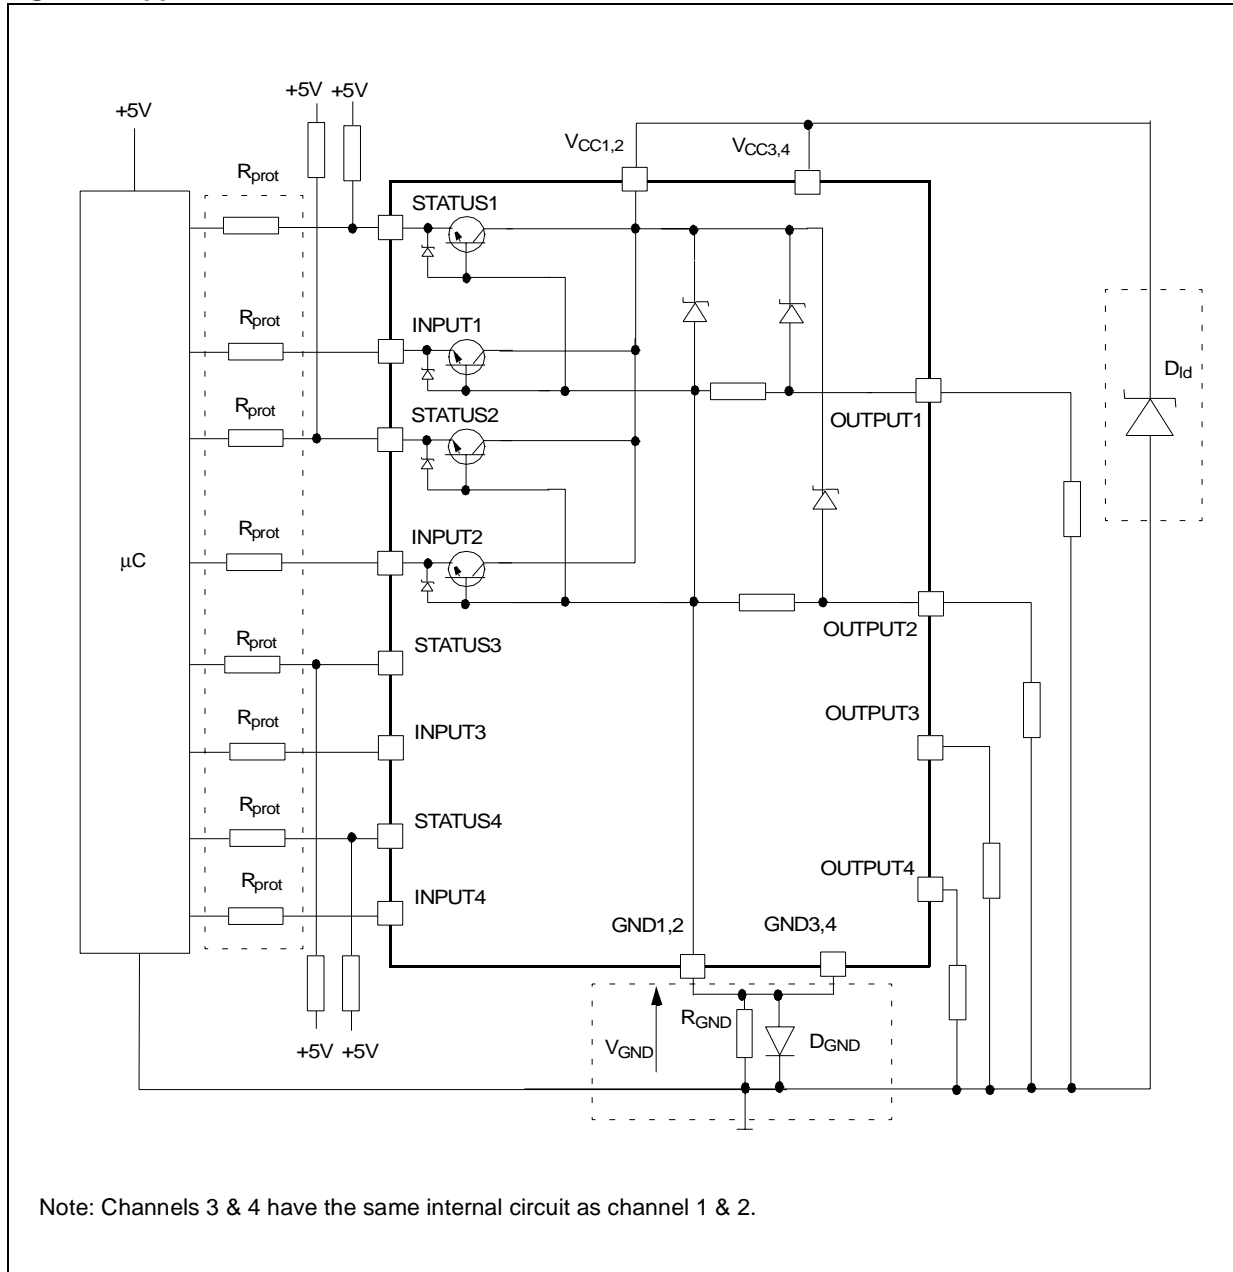 +5V
+5V
+5V
VCC1,2
VCC3,4
Rprot
STATUS1
Rprot
INPUT1
Dld
Rprot
STATUS2
OUTPUT1
Rprot
INPUT2
μC
Rprot
STATUS3
OUTPUT2
Rprot
INPUT3
OUTPUT3
Rprot
STATUS4
Rprot
INPUT4
OUTPUT4
GND1,2
GND3,4
RGND
DGND
VGND
+5V
+5V
Note: Channels 3 & 4 have the same internal circuit as channel 1 & 2.